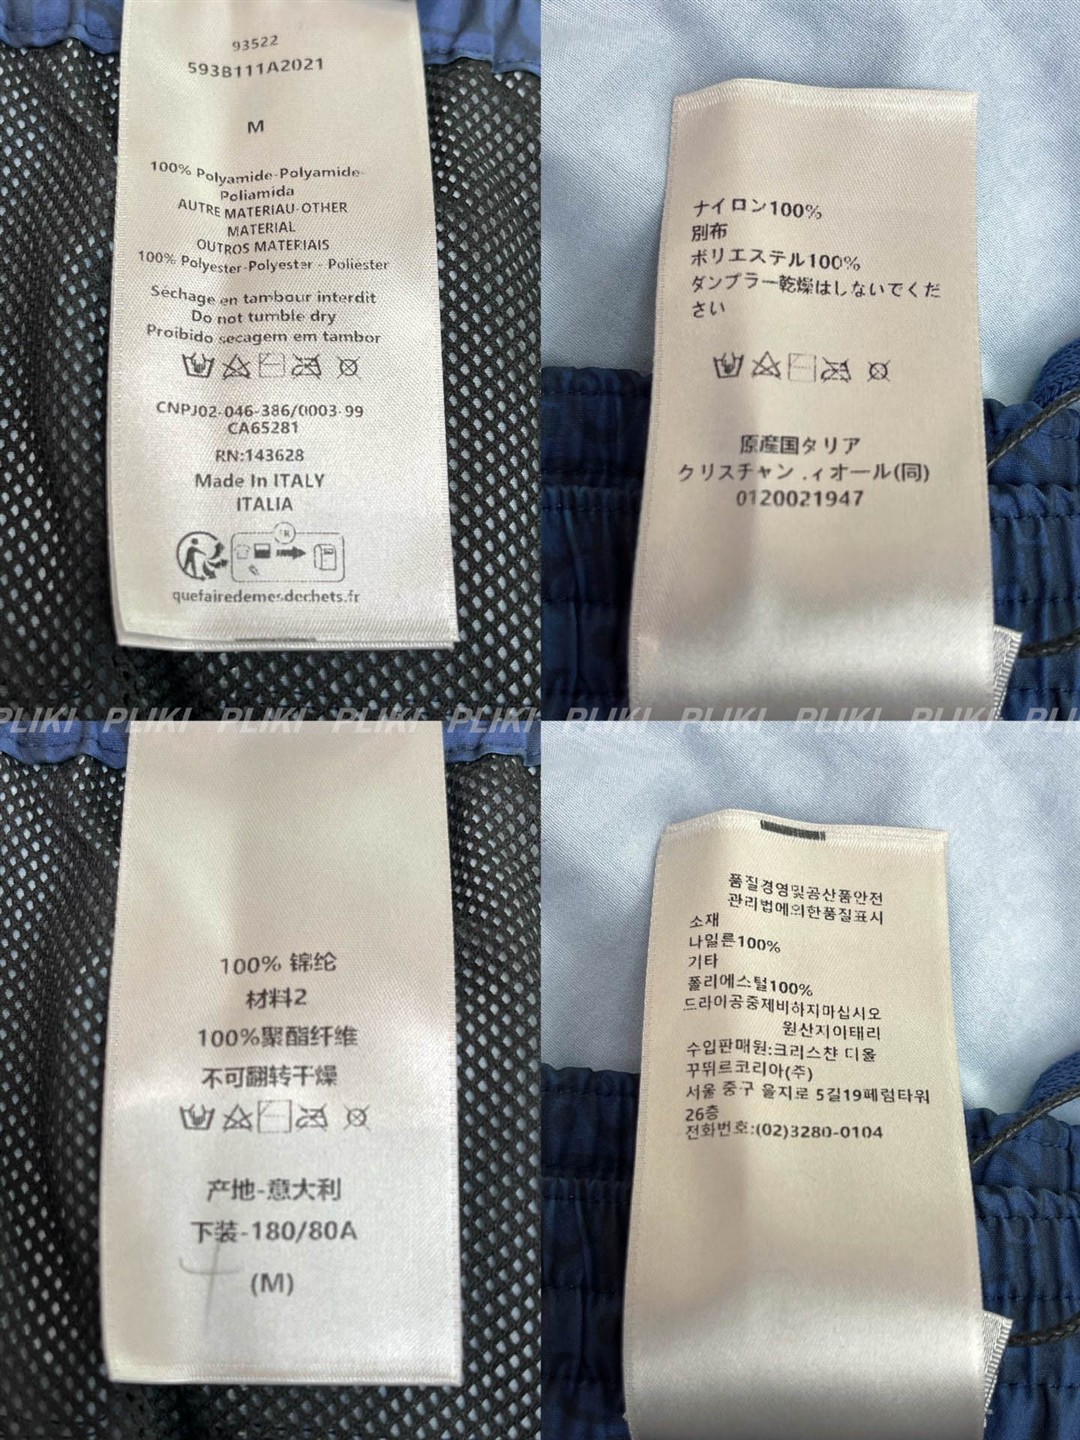 93522
593B111A2021
M
100% Polyamide-Polyamide-
Poliamida
AUTRE MATERIAU-OTHER
MATERIAL
OUTROS MATERIAIS
100% Polyester-Polyester - Poliéster
Séchage en tambour interdit
Do not tumble dry
Proibido secagem em tambor
CNPJ02-046-386/0003-99
CA65281
RN:143628
Made In ITALY
ITALIA
FR
quefairedemesdechets.fr
ナイロン100%
別布
ポリエステル100%
ダンプラー乾燥はしないでくだ
さい
原産国タリア
クリスチャン .ィオール(同)
0120021947
PLIKI PLIKI PLIKI PLIKI PLIKI PLIKI PLIKI PLIKI PLIKI
100% 锦纶
材料2
100%聚酯纤维
不可翻转干燥
产地-意大利
下装-180/80A
(M)
품질경영및공산품안전
관리법에의한품질표시
소재
나일론100%
기타
폴리에스털100%
드라이공중제비하지마십시오
원산지이태리
수입판매원:크리스챤 디올
꾸뛰르코리아(주)
서울 중구 을지로 5길19페럼타워
26층
전화번호:(02)3280-0104